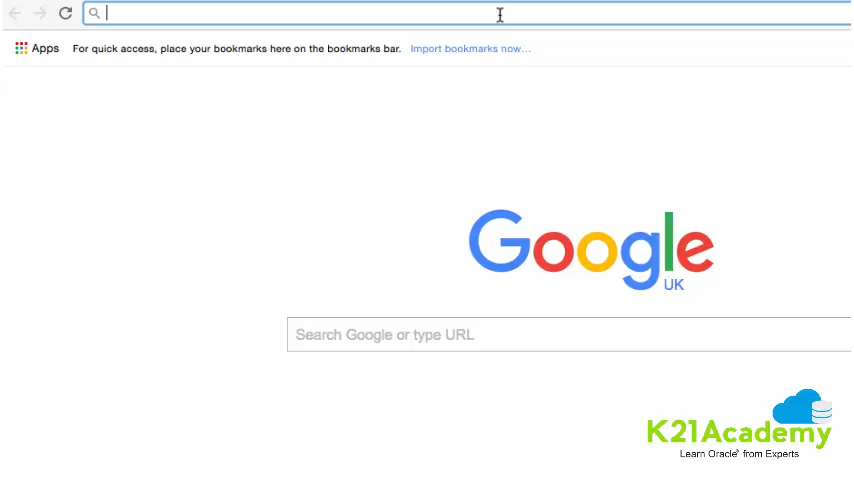 Apps For quick access, place your bookmarks here on the bookmarks bar. Import bookmarks now...
Google
UK
Search Google or type URL
K21Academy
Learn Oracle® from Experts